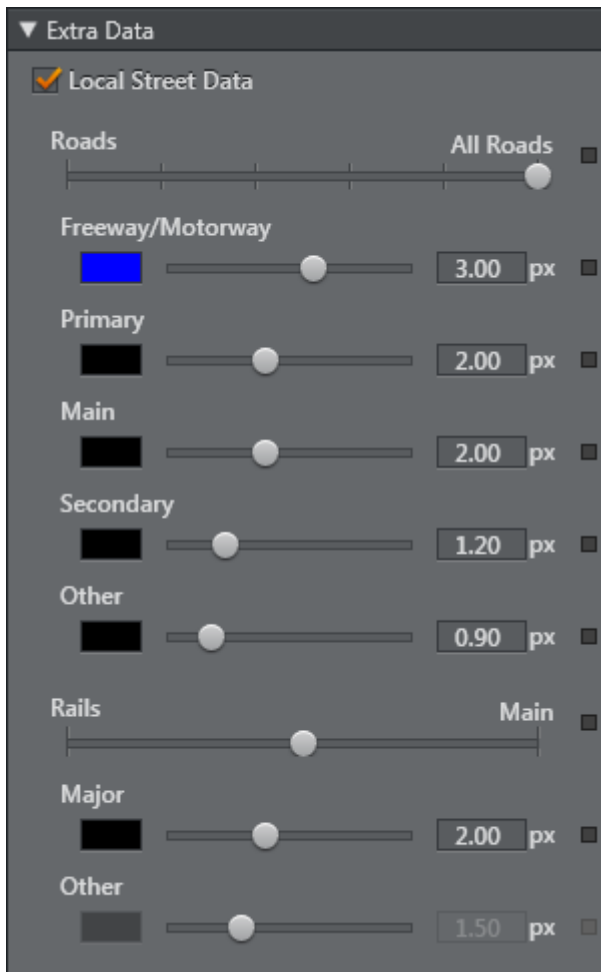 Extra Data
Local Street Data
Roads All Roads
Freeway/Motorway
3.00 px
Primary
2.00 px
Main
2.00 px
Secondary
1.20 px
Other
0.90 px
Rails Main
Major
2.00 px
Other
1.50 px